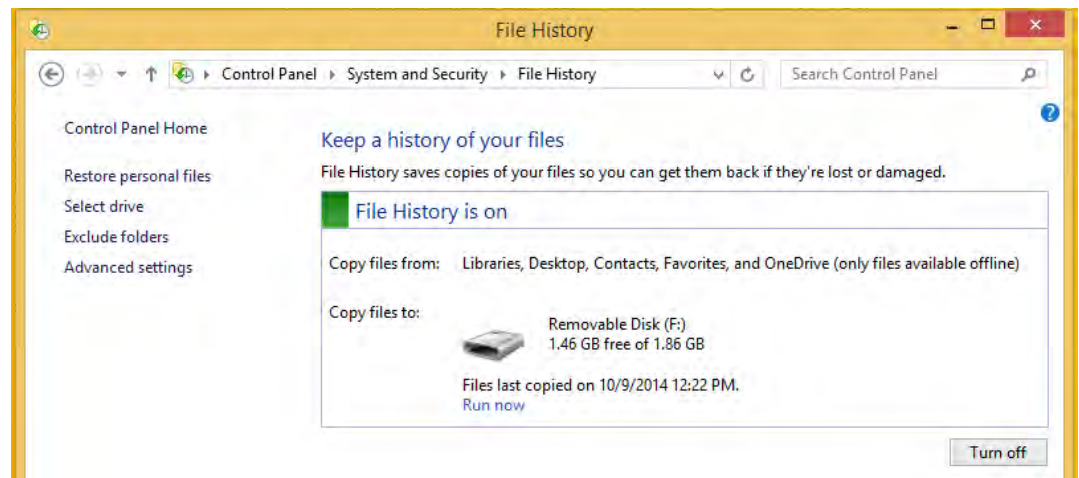 File History
Control Panel System and Security File History Search Control Panel
Control Panel Home
Restore personal files
Select drive
Exclude folders
Advanced settings
Keep a history of your files
File History saves copies of your files so you can get them back if they're lost or damaged.
File History is on
Copy files from: Libraries, Desktop, Contacts, Favorites, and OneDrive (only files available offline)
Copy files to:
Removable Disk (F:)
1.46 GB free of 1.86 GB
Files last copied on 10/9/2014 12:22 PM.
Run now
Turn off